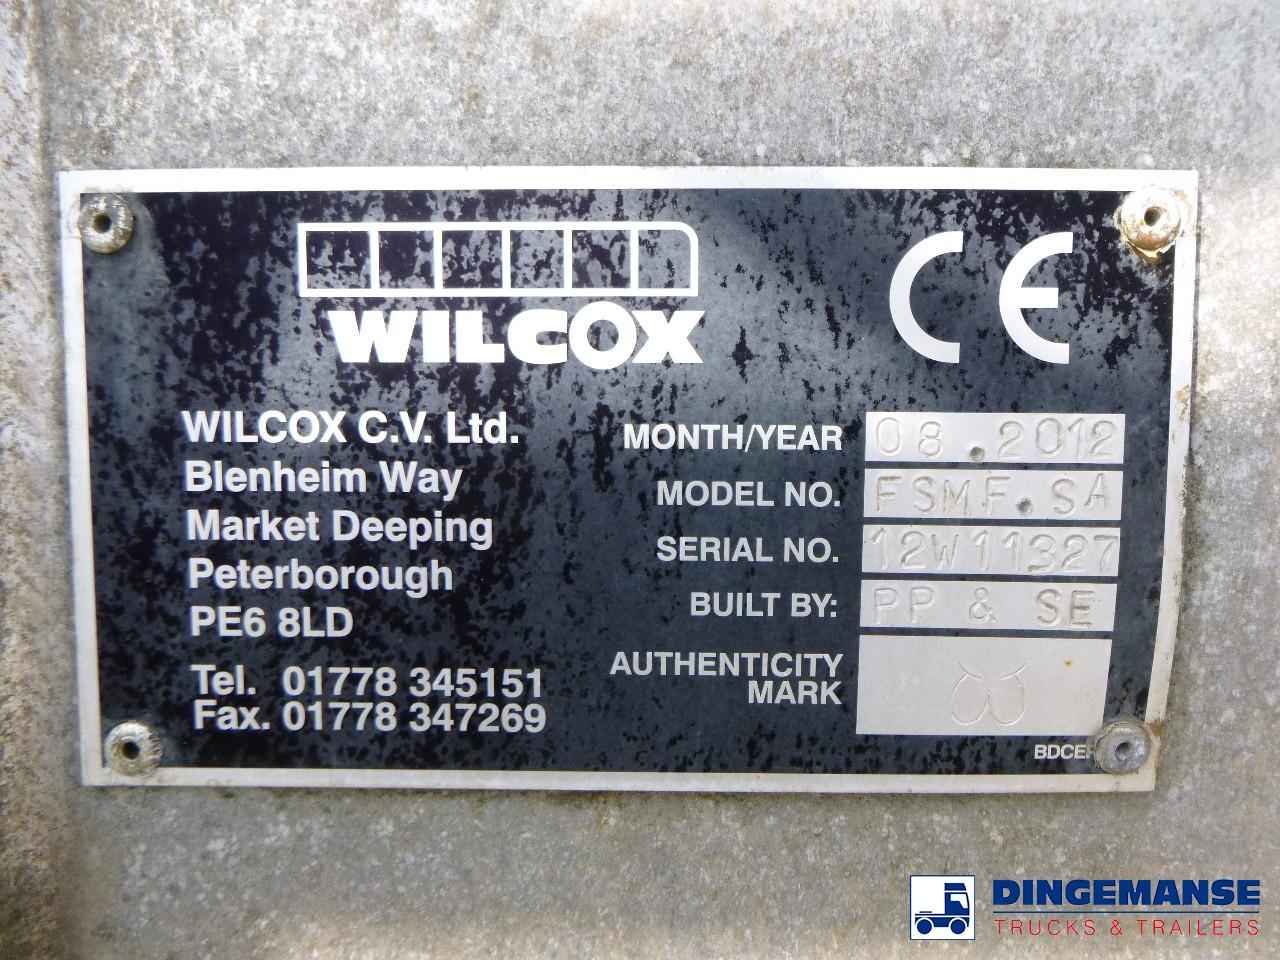 WILCOX
CE
WILCOX C.V. Ltd.
Blenheim Way
Market Deeping
Peterborough
PE6 8LD
Tel. 01778 345151
Fax. 01778 347269
MONTH/YEAR 08.2012
MODEL NO. FSMF.SA
SERIAL NO. 12W11327
BUILT BY: PP & SE
AUTHENTICITY
MARK
DINGEMANSE
TRUCKS & TRAILERS